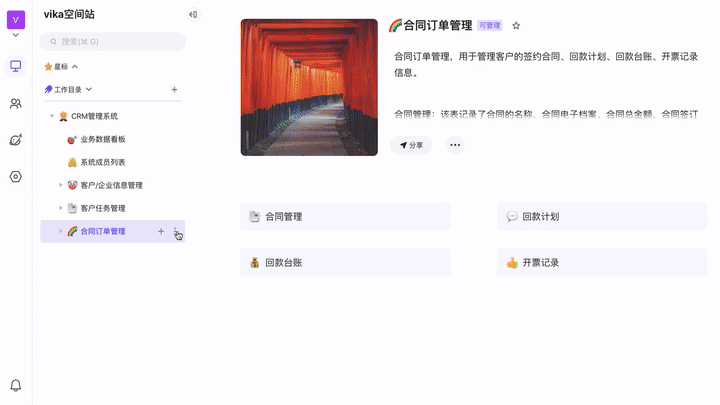 V
vika空间站
搜索(⌘ G)
星标
工作目录
CRM管理系统
业务数据看板
系统成员列表
客户/企业信息管理
客户任务管理
合同订单管理
合同订单管理
可管理
合同订单管理，用于管理客户的签约合同、回款计划、回款台账、开票记录
信息。
合同管理：该表记录了合同的名称、合同电子档案、合同总金额、合同签订
分享
合同管理
回款计划
回款台账
开票记录